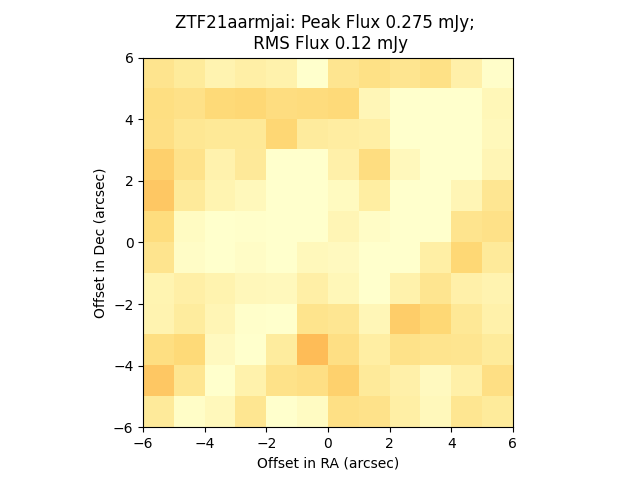 ZTF21aarmjai: Peak Flux 0.275 mJy;
RMS Flux 0.12 mJy
6
4
2
0
−2
−4
−6
Offset in Dec (arcsec)
−6 −4 −2 0 2 4 6
Offset in RA (arcsec)